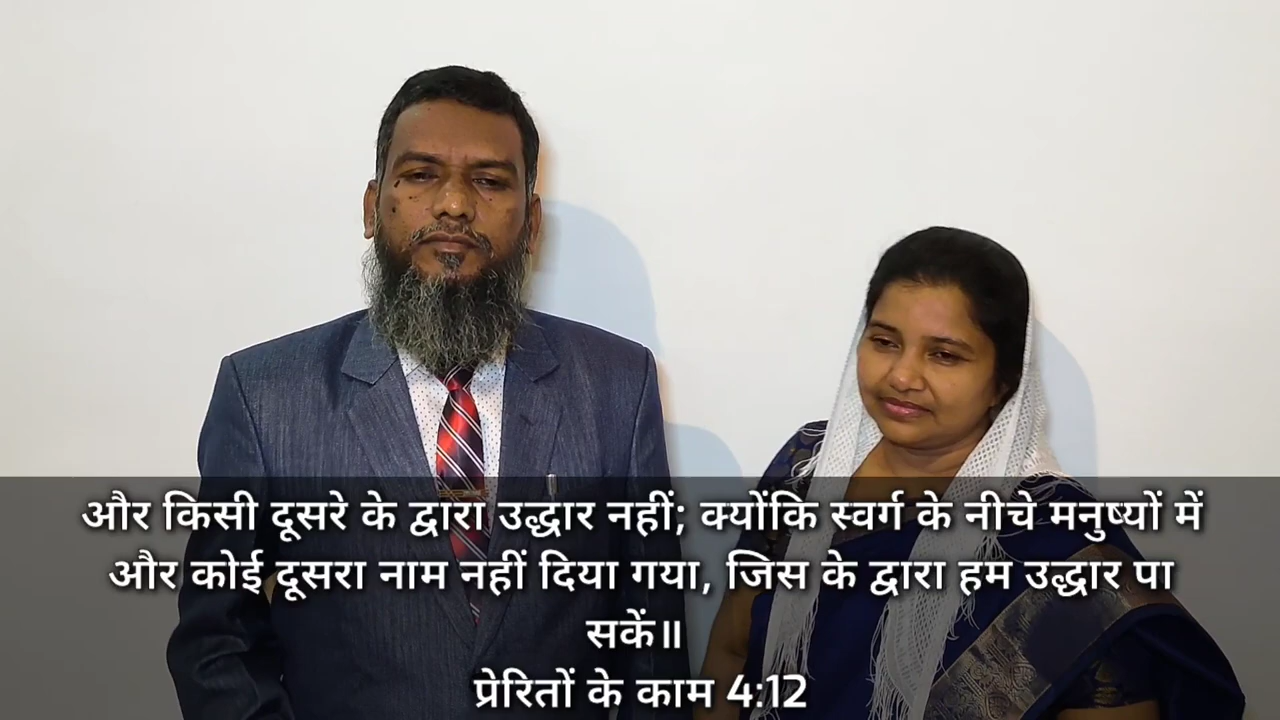 और किसी दूसरे के द्वारा उद्धार नहीं; क्योंकि स्वर्ग के नीचे मनुष्यों में
और कोई दूसरा नाम नहीं दिया गया, जिस के द्वारा हम उद्धार पा
सकें॥
प्रेरितों के काम 4:12